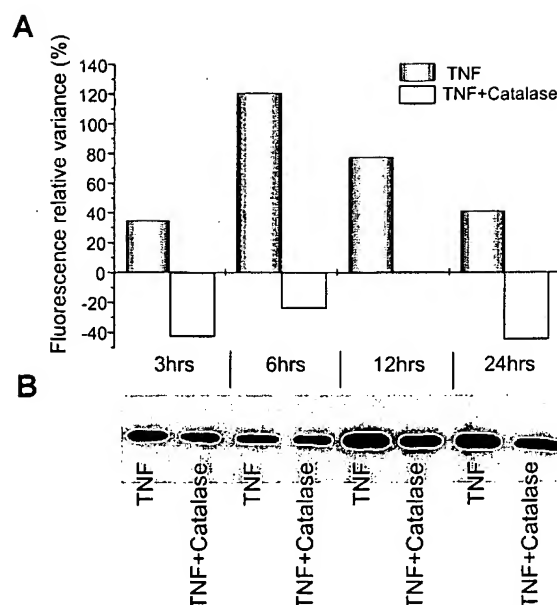 A
Fluorescence relative variance (%)
140
120
100
80
60
40
20
0
-20
-40
TNF
TNF+Catalase
3hrs
6hrs
12hrs
24hrs
B
TNF
TNF+Catalase
TNF
TNF+Catalase
TNF
TNF+Catalase
TNF
TNF+Catalase